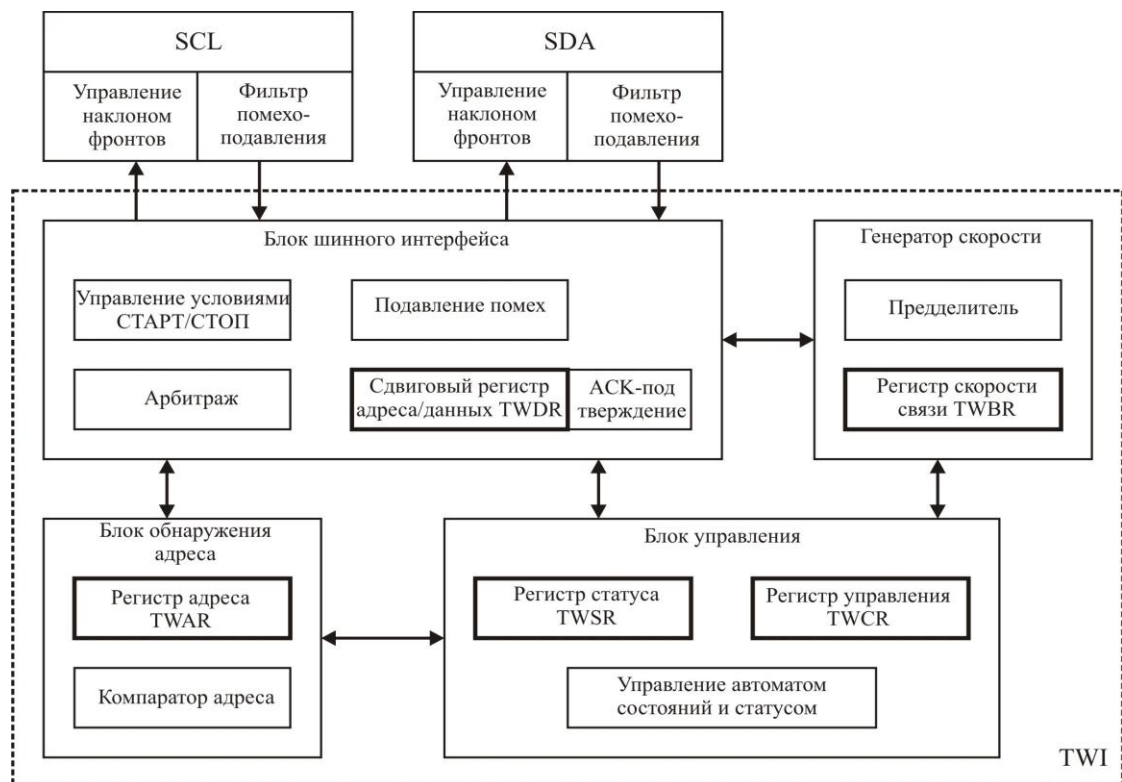 SCL
Управление
наклоном
фронтов
Фильтр
помехо-
подавления
SDA
Управление
наклоном
фронтов
Фильтр
помехо-
подавления
Блок шинного интерфейса
Управление условиями
СТАРТ/СТОП
Подавление помех
Арбитраж
Сдвиговый регистр
адреса/данных TWDR
ACK-под
тверждение
Генератор скорости
Предделитель
Регистр скорости
связи TWBR
Блок обнаружения
адреса
Регистр адреса
TWAR
Компаратор адреса
Блок управления
Регистр статуса
TWSR
Регистр управления
TWCR
Управление автоматом
состояний и статусом
TWI